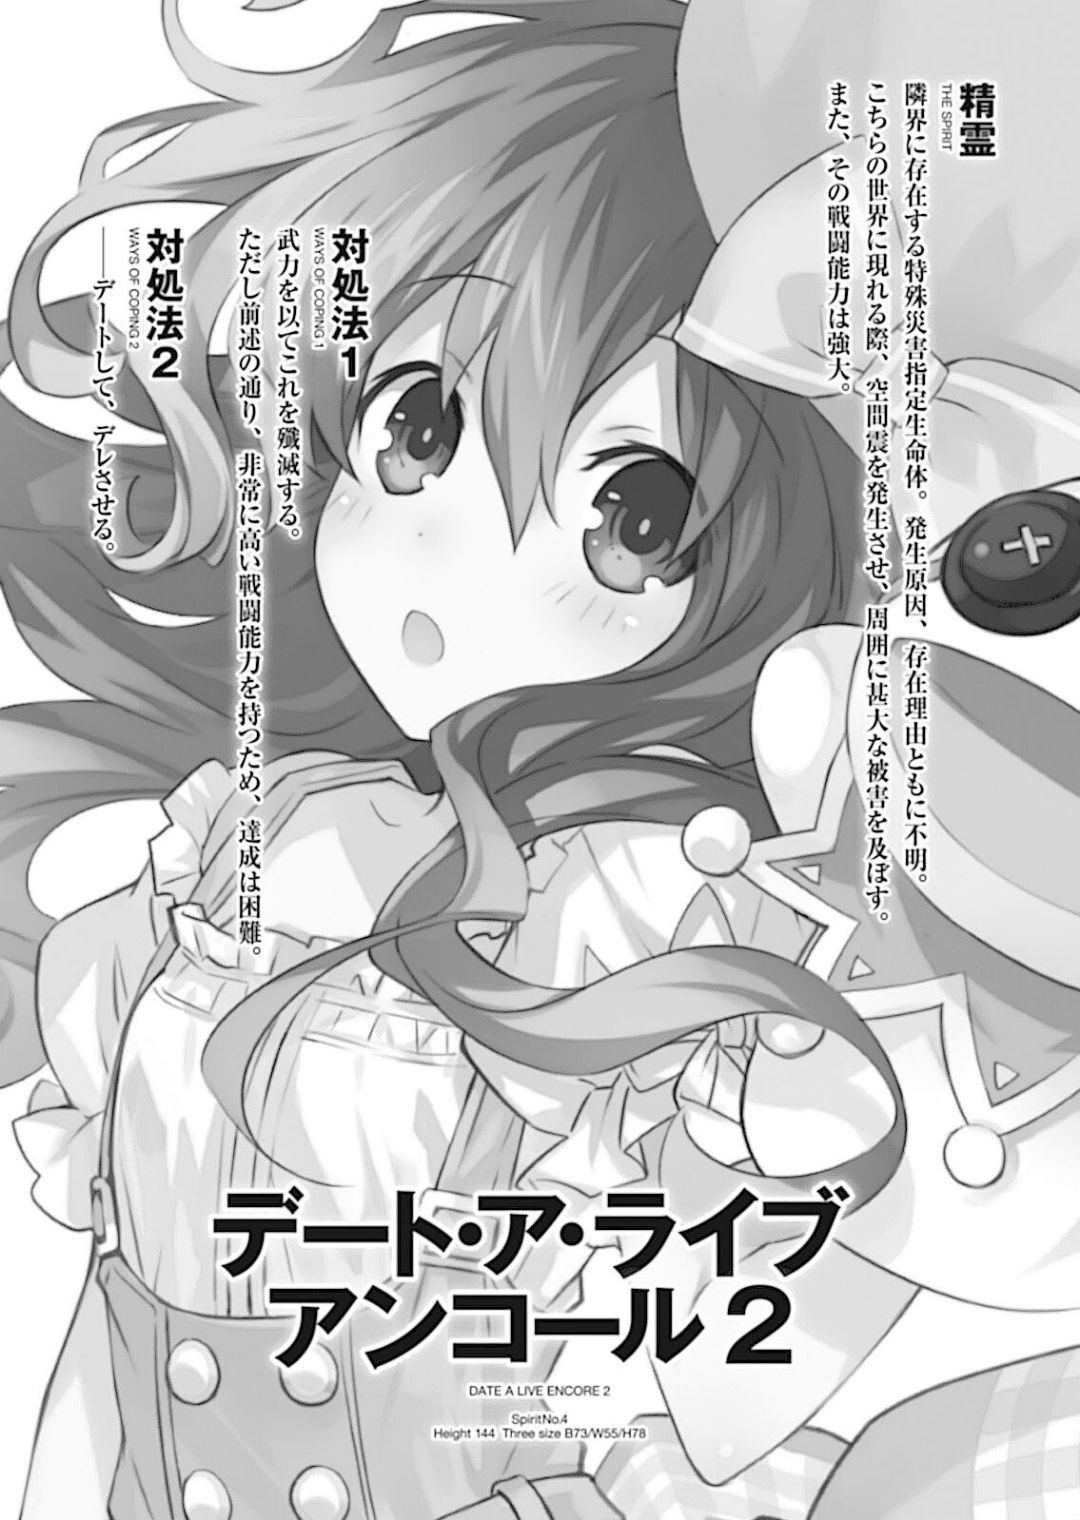 精霊
THE SPIRIT
隣界に存在する特殊災害指定生命体。発生原因、存在理由ともに不明。
こちらの世界に現れる際、空間震を発生させ、周囲に甚大な被害を及ぼす。
また、その戦闘能力は強大。
対処法1
WAYS OF COPING 1
武力を以てこれを殲滅する。
ただし前述の通り、非常に高い戦闘能力を持つため、達成は困難。
対処法2
WAYS OF COPING 2
──デートして、デレさせる。
デート・ア・ライブ
アンコール 2
DATE A LIVE ENCORE 2
SpiritNo.4
Height 144 Three size B73/W55/H78